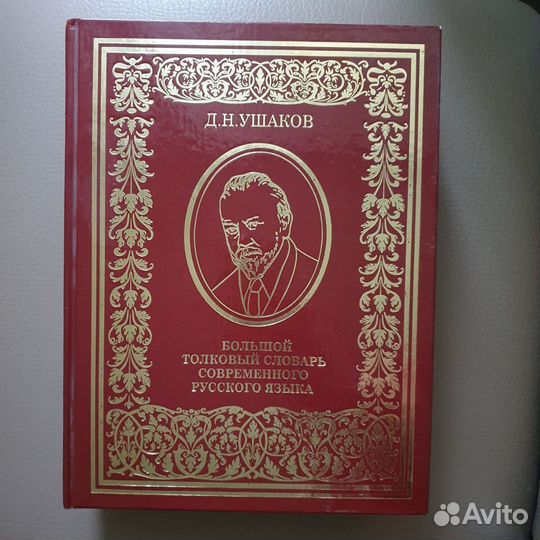 Д.Н.УШАКОВ
БОЛЬШОЙ
ТОЛКОВЫЙ СЛОВАРЬ
СОВРЕМЕННОГО
РУССКОГО ЯЗЫКА
Avito